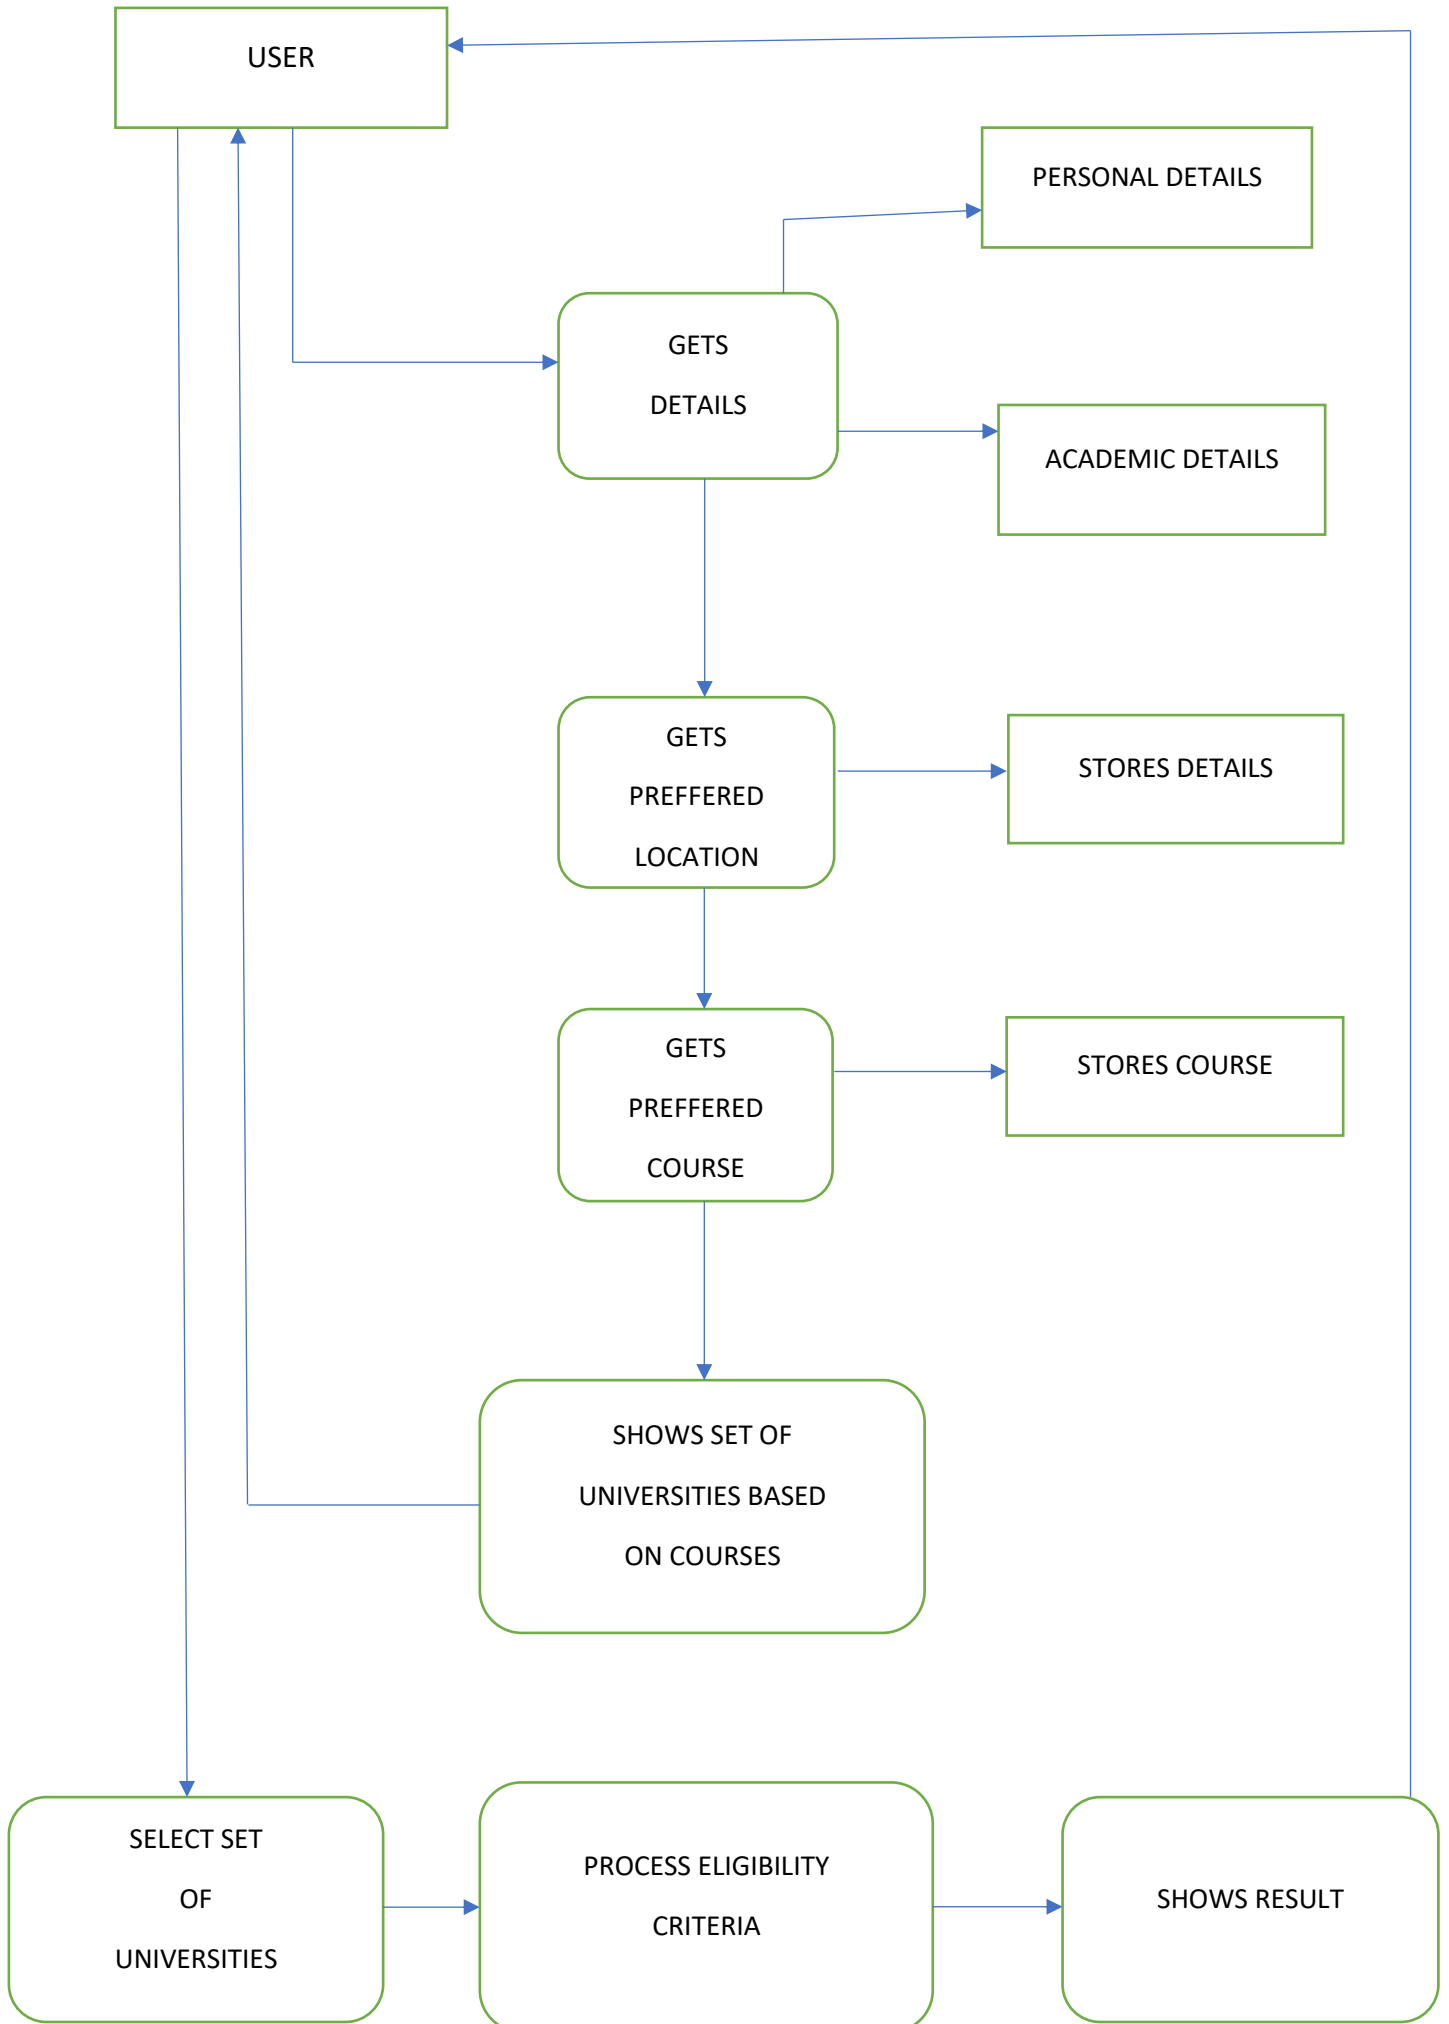 USER
PERSONAL DETAILS
GETS
DETAILS
ACADEMIC DETAILS
GETS
PREFFERED
LOCATION
STORES DETAILS
GETS
PREFFERED
COURSE
STORES COURSE
SHOWS SET OF
UNIVERSITIES BASED
ON COURSES
SELECT SET
OF
UNIVERSITIES
PROCESS ELIGIBILITY
CRITERIA
SHOWS RESULT